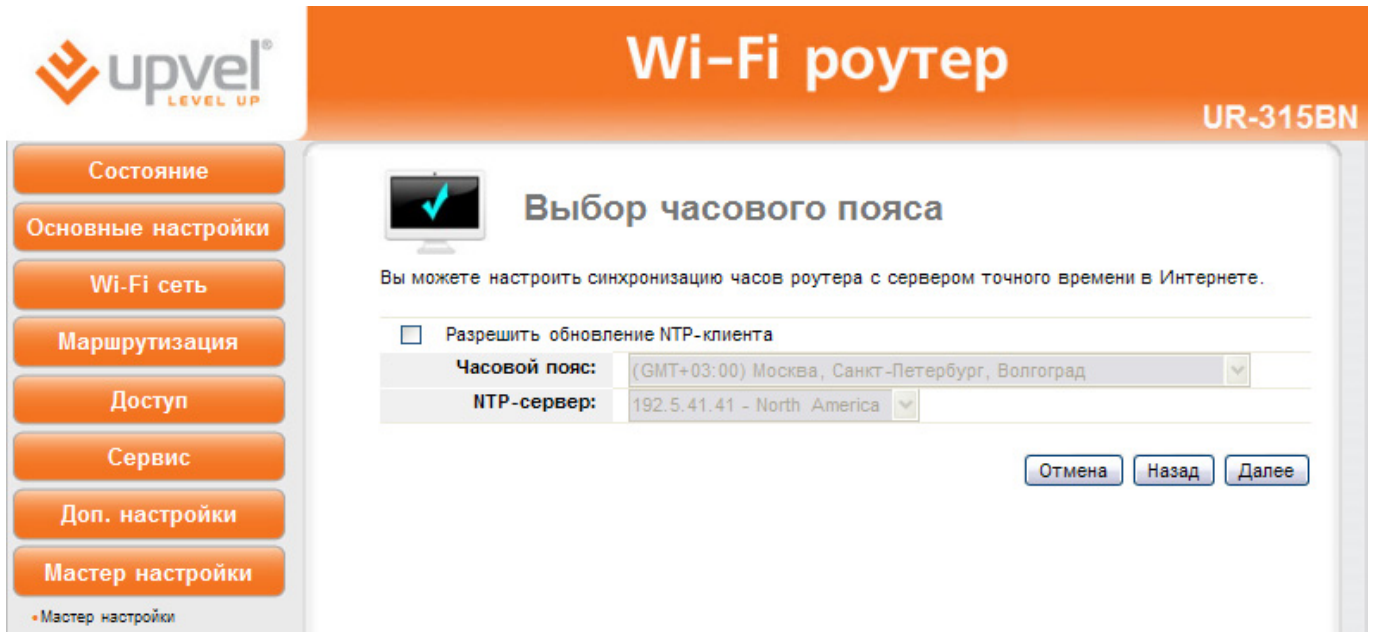 upvel®
LEVEL UP
Wi-Fi роутер
UR-315BN
Состояние
Основные настройки
Wi-Fi сеть
Маршрутизация
Доступ
Сервис
Доп. настройки
Мастер настройки
•Мастер настройки
Выбор часового пояса
Вы можете настроить синхронизацию часов роутера с сервером точного времени в Интернете.
Разрешить обновление NTP-клиента
Часовой пояс: (GMT+03:00) Москва, Санкт-Петербург, Волгоград
NTP-сервер: 192.5.41.41 - North America
Отмена Назад Далее